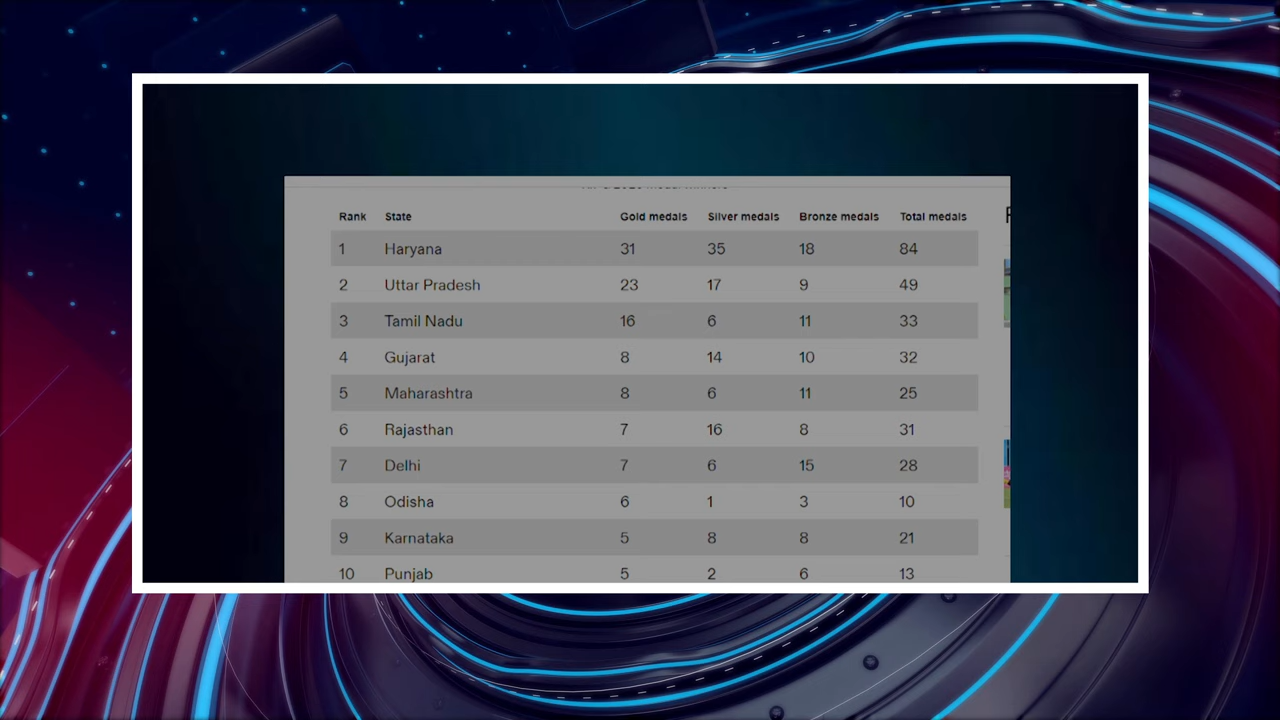 Rank State Gold medals Silver medals Bronze medals Total medals
1 Haryana 31 35 18 84
2 Uttar Pradesh 23 17 9 49
3 Tamil Nadu 16 6 11 33
4 Gujarat 8 14 10 32
5 Maharashtra 8 6 11 25
6 Rajasthan 7 16 8 31
7 Delhi 7 6 15 28
8 Odisha 6 1 3 10
9 Karnataka 5 8 8 21
10 Punjab 5 2 6 13